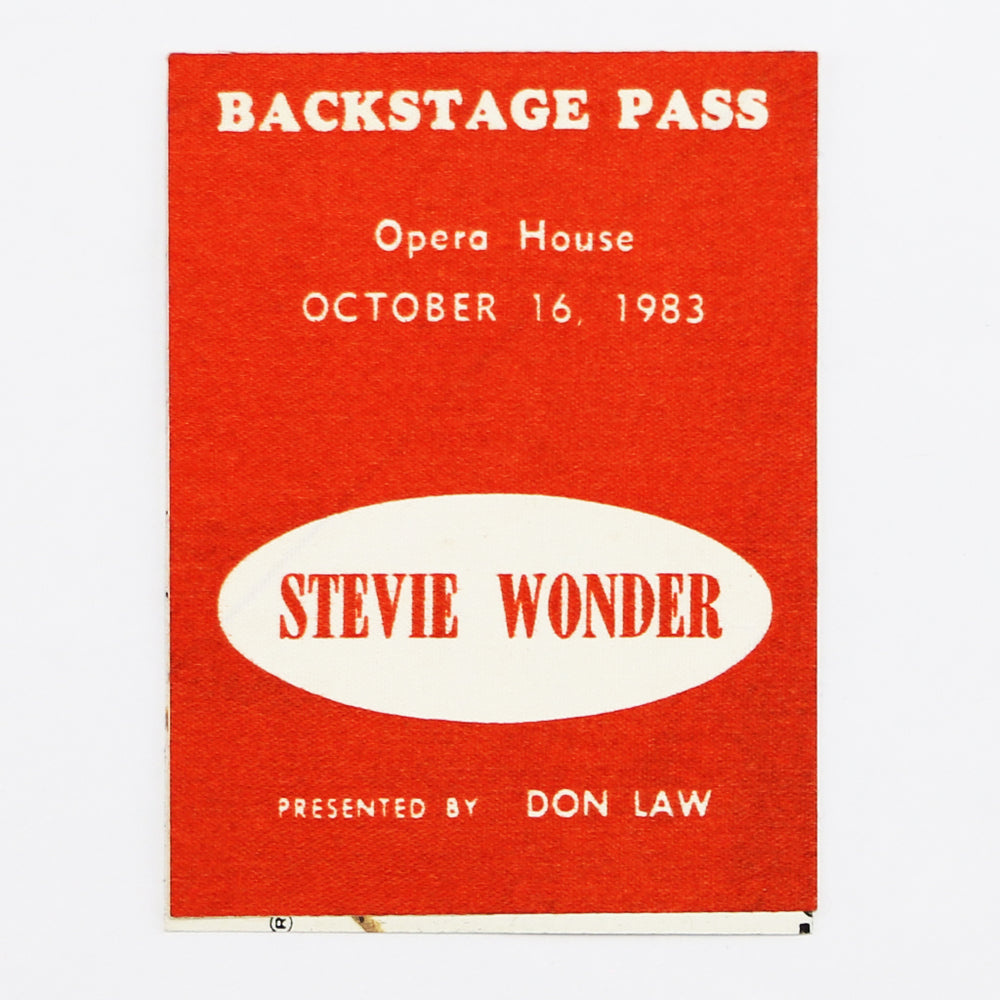 BACKSTAGE PASS
Opera House
OCTOBER 16, 1983
STEVIE WONDER
PRESENTED BY DON LAW
®